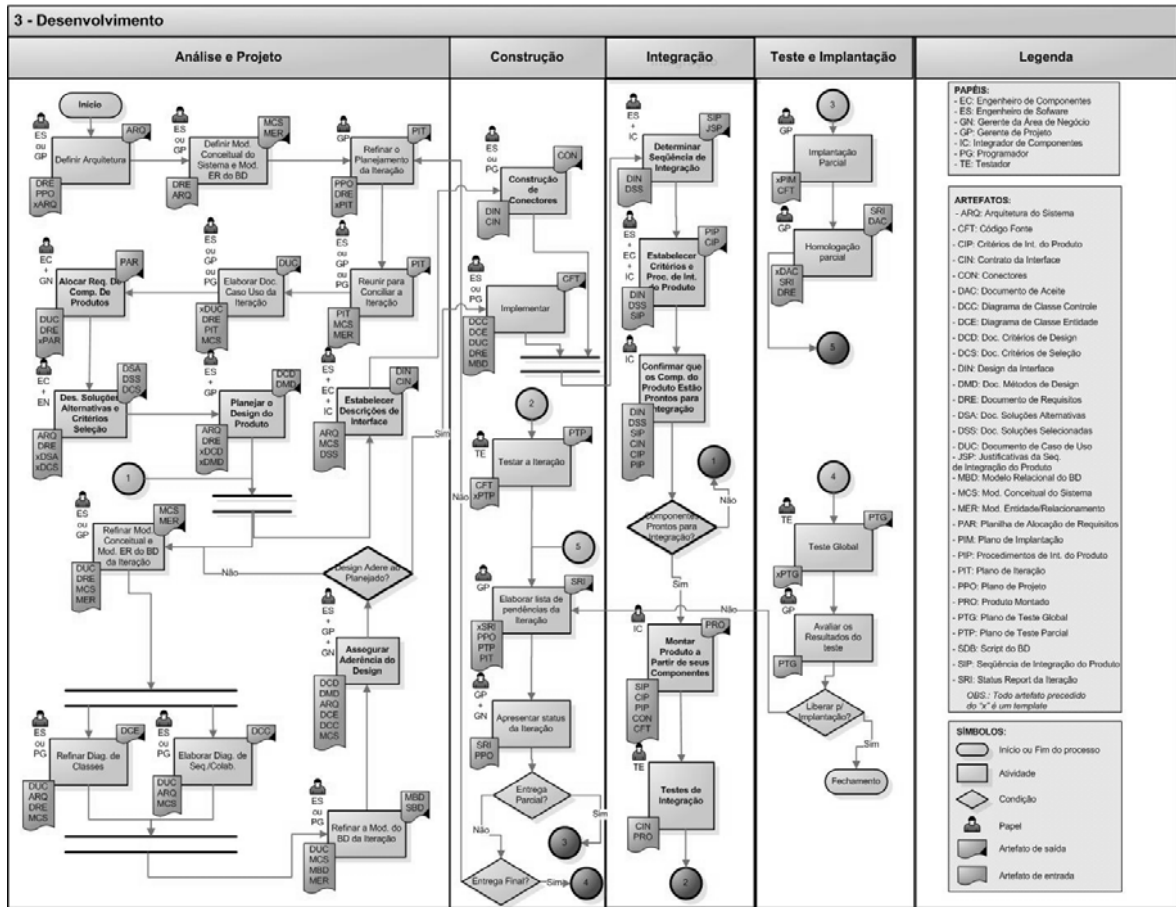 3 - Desenvolvimento
Análise e Projeto
Construção
Integração
Teste e Implantação
Legenda
Início
ES
ou
GP
ARQ
Definir Arquitetura
DRE
PPO
xARQ
ES
ou
GP
MCS
MER
Definir Mod.
Conceitual do
Sistema e Mod.
ER do BD
DRE
ARQ
GP
PIT
Refinar o
Planejamento
da Iteração
PPO
DRE
xPIT
EC
+
GN
PAR
Alocar Req. De
Comp. De
Produtos
DUC
DRE
xPAR
ES
ou
GP
ou
PG
DUC
Elaborar Doc.
Caso Uso da
Iteração
xDUC
DRE
PIT
MCS
ES
ou
GP
ou
PG
PIT
Reunir para
Conciliar a
Iteração
PIT
MCS
MER
EC
+
EN
DSA
DSS
DCS
Des. Soluções
Alternativas e
Critérios
Seleção
ARQ
DRE
xDSA
xDCS
ES
+
GP
DCD
DMD
Planejar o
Design do
Produto
ARQ
DRE
xDCD
xDMD
ES
+
EC
+
IC
DIN
CIN
Estabelecer
Descrições de
Interface
ARQ
MCS
DSS
1
ES
ou
GP
MCS
MER
Refinar Mod.
Conceitual e
Mod. ER do BD
da Iteração
DUC
DRE
MCS
MER
Não
Design Adere ao
Planejado?
Sim
ES
+
GP
+
GN
Assegurar
Aderência do
Design
DCD
DMD
ARQ
DCE
DCC
MCS
ES
ou
PG
DCE
Refinar Diag. de
Classes
DUC
ARQ
DRE
MCS
ES
ou
PG
DCC
Elaborar Diag. de
Seq./Colab.
DUC
ARQ
MCS
ES
ou
PG
MBD
SBD
Refinar a Mod. do
BD da Iteração
DUC
MCS
MBD
MER
ES
ou
PG
CON
Construção
de
Conectores
DIN
CIN
ES
ou
PG
CFT
Implementar
DCC
DCE
DUC
DRE
MBD
2
TE
PTP
Testar a Iteração
CFT
xPTP
Não
5
GP
SRI
Elaborar lista de
pendências da
Iteração
xSRI
PPO
PTP
PIT
GP
+
GN
Apresentar status
da Iteração
SRI
PPO
Entrega
Parcial?
Não
Sim
3
Entrega Final?
Sim
4
ES
+
IC
SIP
JSP
Determinar
Seqüência de
Integração
DIN
DSS
ES
+
EC
+
IC
PIP
CIP
Estabelecer
Critérios e
Proc. de Int.
do Produto
DIN
DSS
SIP
IC
Confirmar que
os Comp. do
Produto Estão
Prontos para
Integração
DIN
DSS
SIP
CIN
CIP
PIP
1
Não
Componentes
Prontos para
Integração?
Sim
IC
PRO
Montar
Produto a
Partir de seus
Componentes
SIP
CIP
PIP
CON
CFT
TE
Testes de
Integração
CIN
PRO
2
3
GP
Implantação
Parcial
xPIM
CFT
GP
SRI
DAC
Homologação
parcial
xDAC
SRI
DRE
5
4
TE
PTG
Teste Global
xPTG
GP
Avaliar os
Resultados do
teste
PTG
Não
Liberar p/
Implantação?
Sim
Fechamento
PAPÉIS:
- EC: Engenheiro de Componentes
- ES: Engenheiro de Sofware
- GN: Gerente da Área de Negócio
- GP: Gerente de Projeto
- IC: Integrador de Componentes
- PG: Programador
- TE: Testador
ARTEFATOS:
- ARQ: Arquitetura do Sistema
- CFT: Código Fonte
- CIP: Critérios de Int. do Produto
- CIN: Contrato da Interface
- CON: Conectores
- DAC: Documento de Aceite
- DCC: Diagrama de Classe Controle
- DCE: Diagrama de Classe Entidade
- DCD: Doc. Critérios de Design
- DCS: Doc. Critérios de Seleção
- DIN: Design da Interface
- DMD: Doc. Métodos de Design
- DRE: Documento de Requisitos
- DSA: Doc. Soluções Alternativas
- DSS: Doc. Soluções Selecionadas
- DUC: Documento de Caso de Uso
- JSP: Justificativas da Seq.
de Integração do Produto
- MBD: Modelo Relacional do BD
- MCS: Mod. Conceitual do Sistema
- MER: Mod. Entidade/Relacionamento
- PAR: Planilha de Alocação de Requisitos
- PIM: Plano de Implantação
- PIP: Procedimentos de Int. do Produto
- PIT: Plano de Iteração
- PPO: Plano de Projeto
- PRO: Produto Montado
- PTG: Plano de Teste Global
- PTP: Plano de Teste Parcial
- SDB: Script do BD
- SIP: Seqüência de Integração do Produto
- SRI: Status Report da Iteração
OBS.: Todo artefato precedido
do "x" é um template
SÍMBOLOS:
Início ou Fim do processo
Atividade
Condição
Papel
Artefato de saída
Artefato de entrada